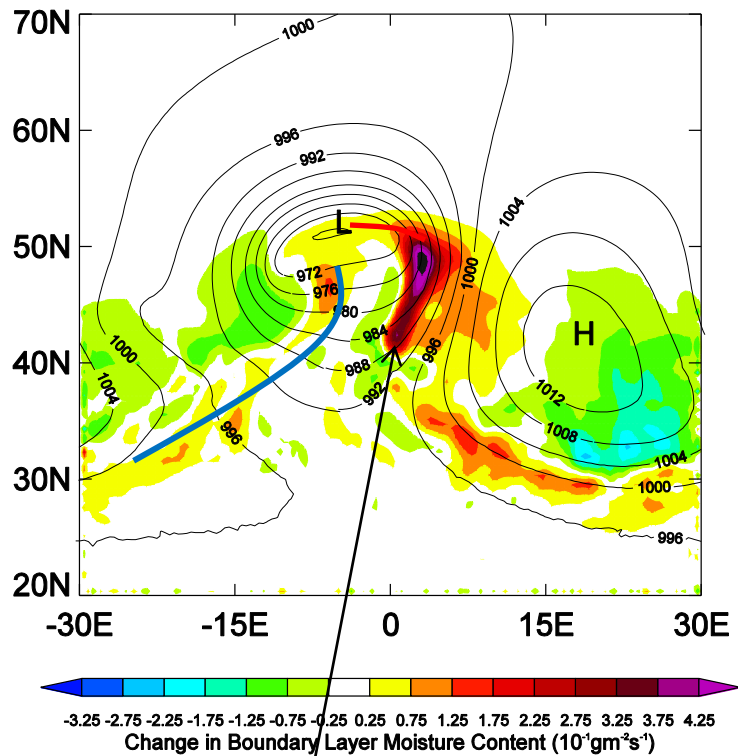 70N
1000
60N
996
992
1004
L
50N
1000
972
976
980
H
984
1000
40N
996
988
1004
992
1012
996
1008
1004
30N
1000
996
20N
-30E -15E 0 15E 30E
-3.25 -2.75 -2.25 -1.75 -1.25 -0.75 -0.25 0.25 0.75 1.25 1.75 2.25 2.75 3.25 3.75 4.25
Change in Boundary Layer Moisture Content (10⁻¹gm⁻²s⁻¹)